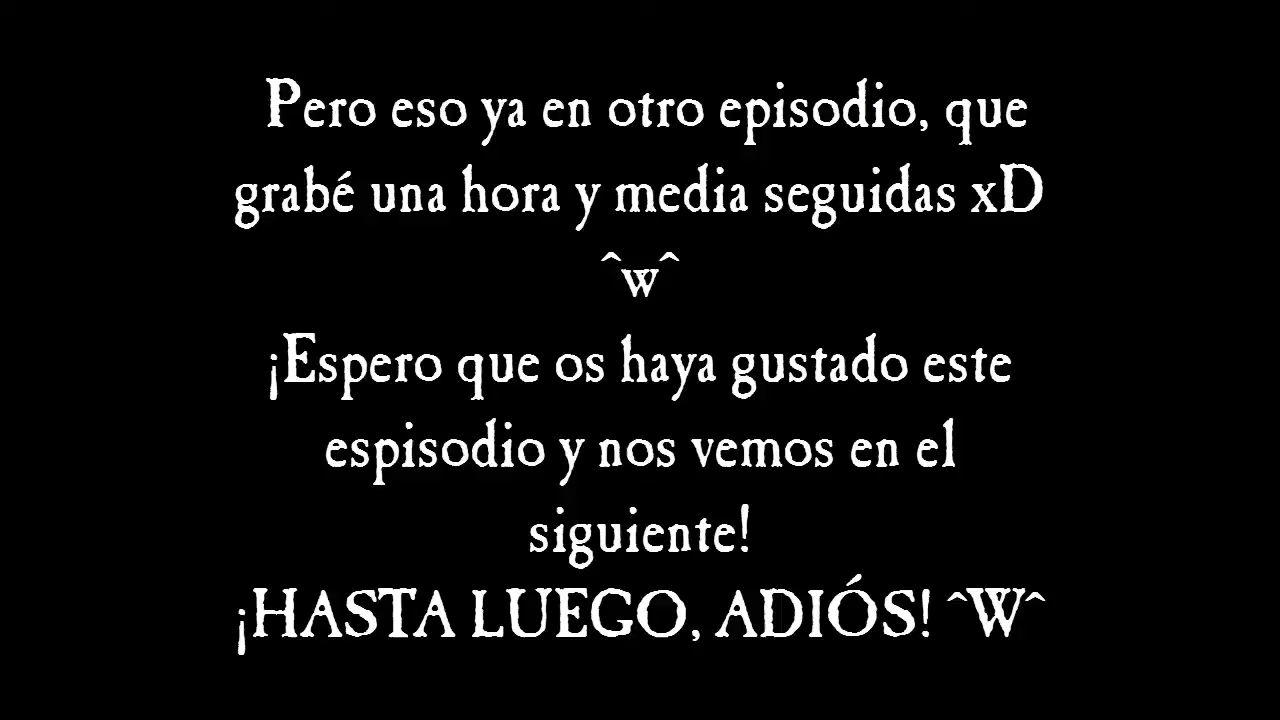 Pero eso ya en otro episodio, que
grabé una hora y media seguidas xD
^w^
¡Espero que os haya gustado este
espisodio y nos vemos en el
siguiente!
¡HASTA LUEGO, ADIÓS! ^W^